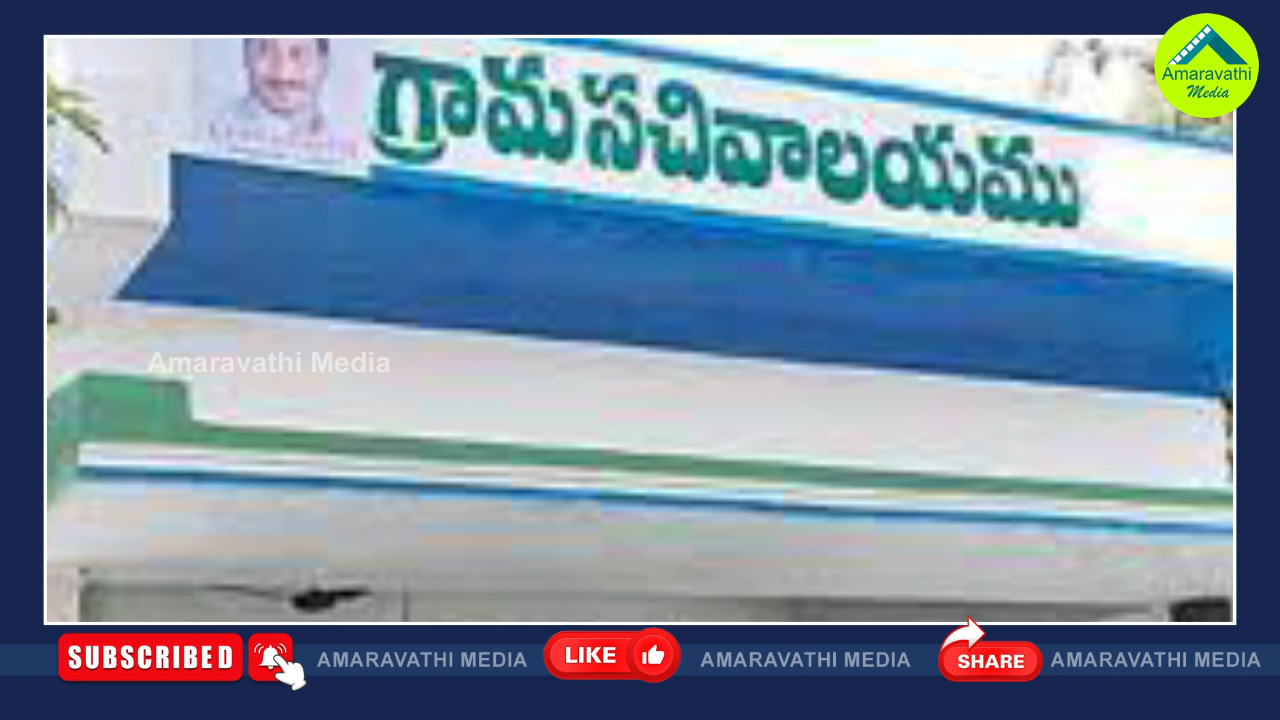 Amaravathi
Media
గ్రామ సచివాలయము
Amaravathi Media
SUBSCRIBED
AMARAVATHI MEDIA
LIKE
AMARAVATHI MEDIA
SHARE
AMARAVATHI MEDIA